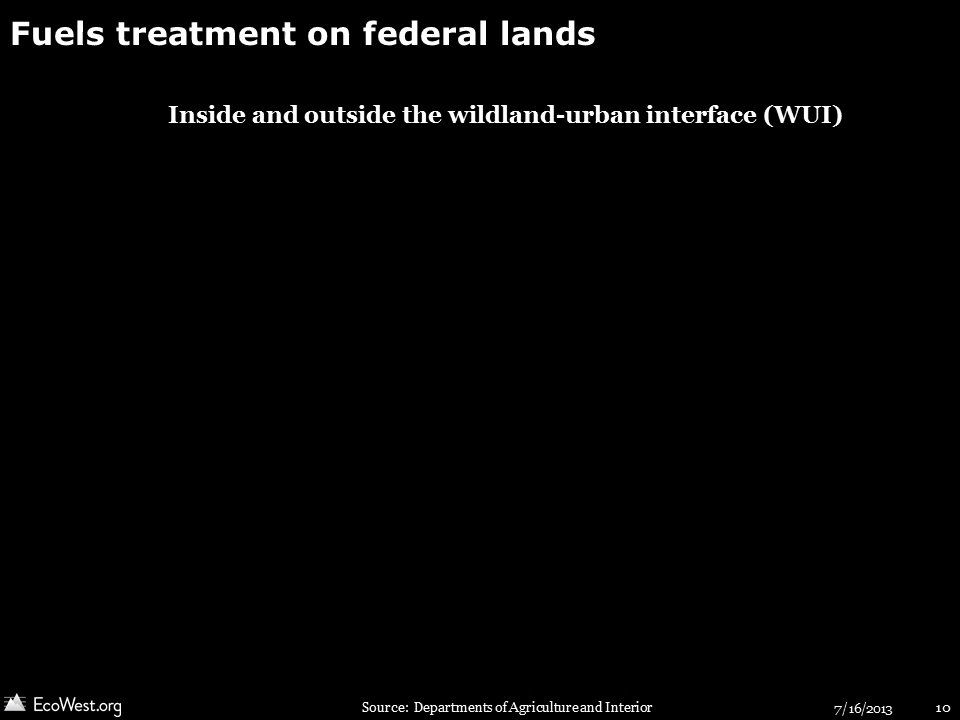 Fuels treatment on federal lands
Inside and outside the wildland-urban interface (WUI)
EcoWest.org
Source: Departments of Agriculture and Interior
7/16/2013
10